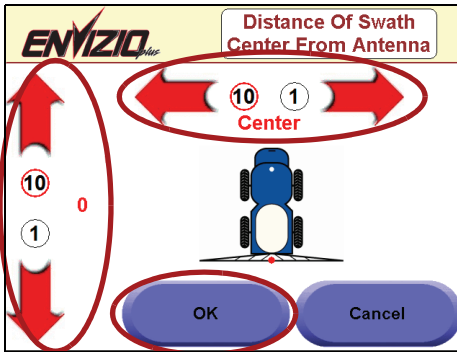 ENVIZIO plus
Distance Of Swath
Center From Antenna
10 1
Center
10
0
1
OK Cancel